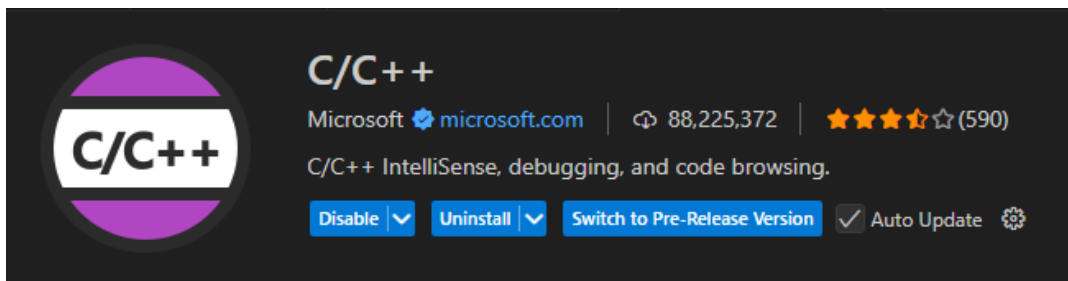 C/C++
C/C++
Microsoft microsoft.com 88,225,372 (590)
C/C++ IntelliSense, debugging, and code browsing.
Disable Uninstall Switch to Pre-Release Version Auto Update